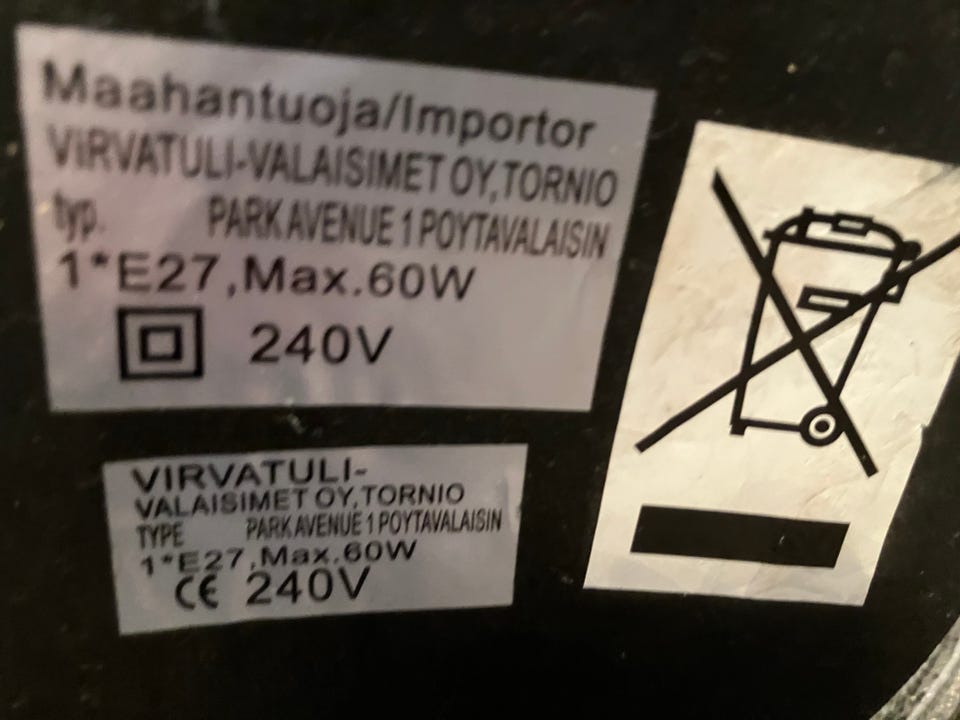 Maahantuoja/Importor
VIRVATULI-VALAISIMET OY,TORNIO
typ. PARK AVENUE 1 POYTAVALAISIN
1*E27,Max.60W
240V
VIRVATULI-
VALAISIMET OY,TORNIO
TYPE PARK AVENUE 1 POYTAVALAISIN
1*E27,Max.60W
CE 240V